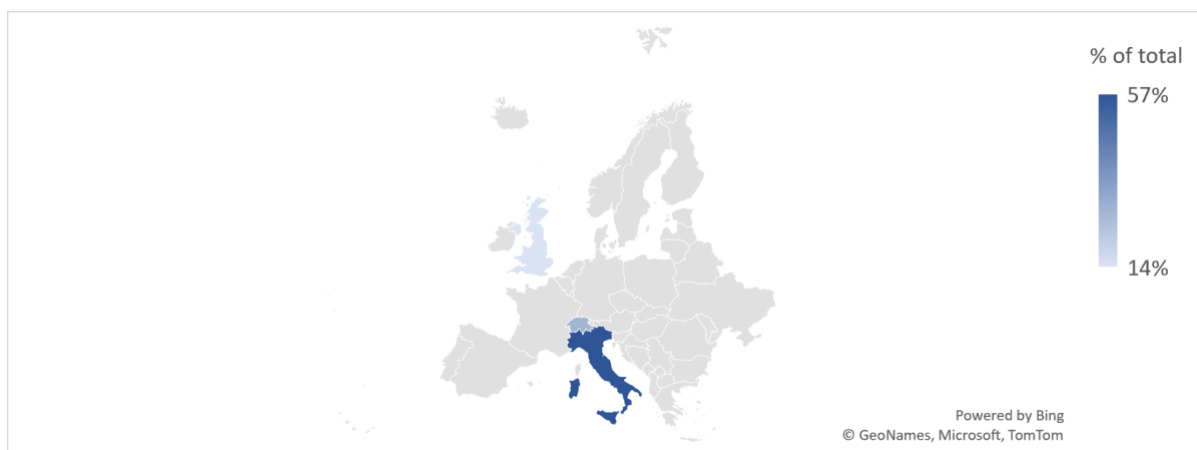 % of total
57%
14%
Powered by Bing
© GeoNames, Microsoft, TomTom